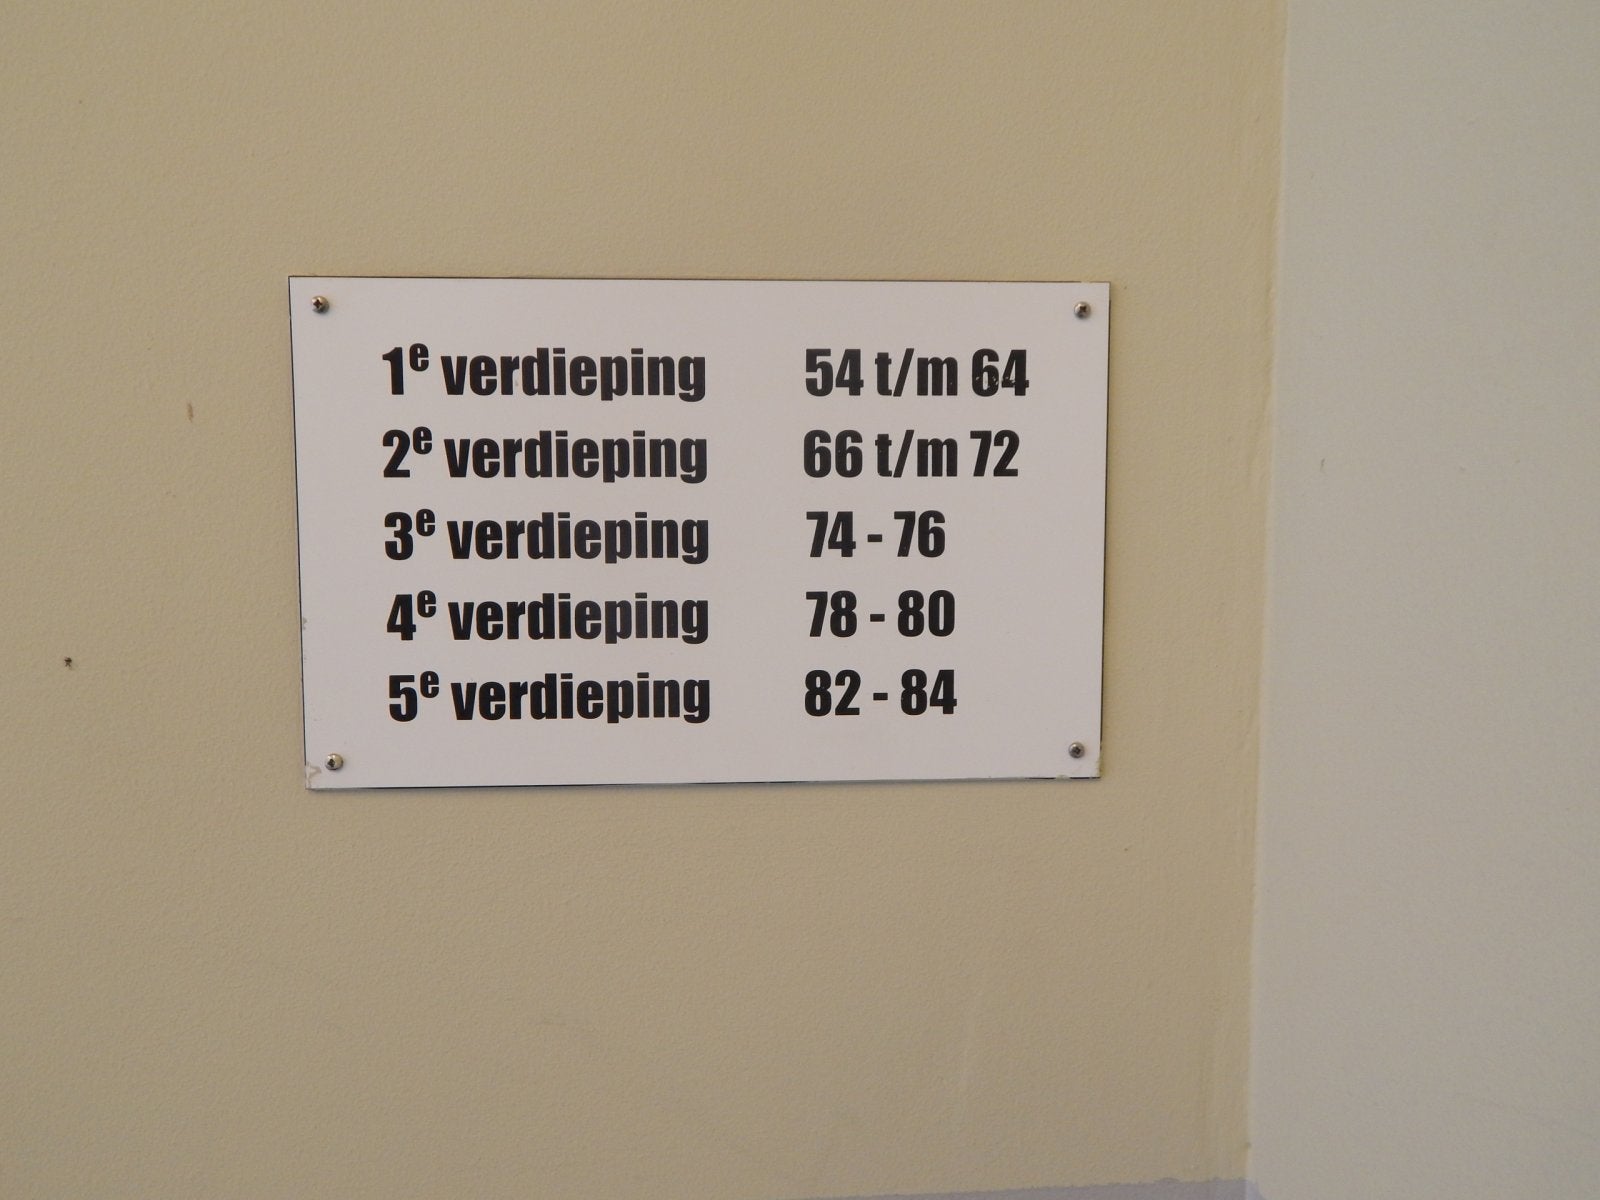 1e verdieping 54 t/m 64
2e verdieping 66 t/m 72
3e verdieping 74 - 76
4e verdieping 78 - 80
5e verdieping 82 - 84